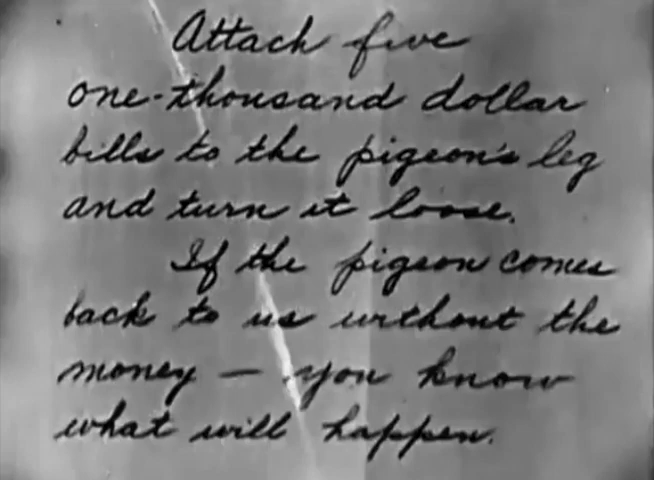 Attach five
one-thousand dollar
bills to the pigeon's leg
and turn it loose.
If the pigeon comes
back to us without the
money — you know
what will happen.